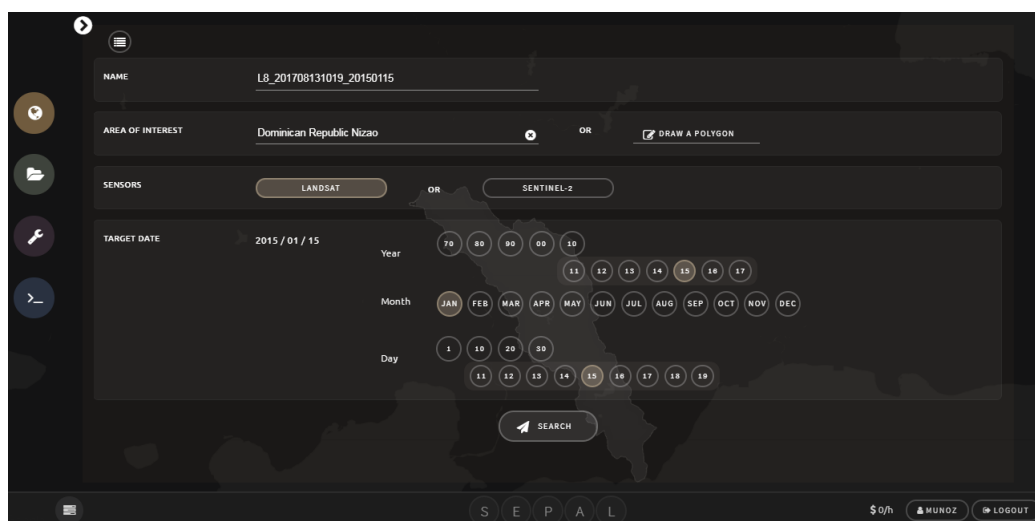 NAME L8_201708131019_20150115
AREA OF INTEREST Dominican Republic Nizao OR DRAW A POLYGON
SENSORS LANDSAT OR SENTINEL-2
TARGET DATE 2015 / 01 / 15
Year 70 80 90 00 10
11 12 13 14 15 16 17
Month JAN FEB MAR APR MAY JUN JUL AUG SEP OCT NOV DEC
Day 1 10 20 30
11 12 13 14 15 16 17 18 19
SEARCH
S E P A L $ 0/h MUNOZ LOGOUT